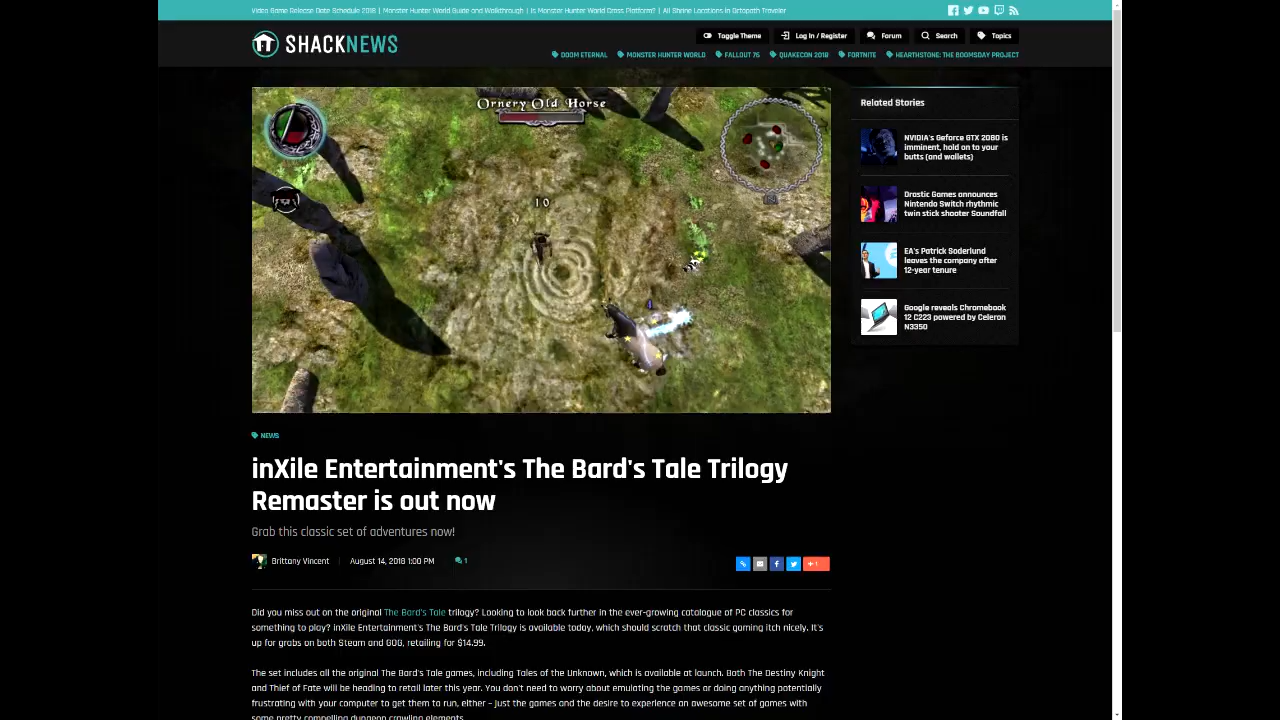 Video Game Release Date Schedule 2018 | Monster Hunter World Guide and Walkthrough | Is Monster Hunter World Cross Platform? | All Shrine Locations in Octopath Traveler
SHACKNEWS
Toggle Theme Log In / Register Forum Search Topics
DOOM ETERNAL MONSTER HUNTER WORLD FALLOUT 76 QUAKECON 2018 FORTNITE HEARTHSTONE: THE BOOMSDAY PROJECT
Ornery Old Horse
10
NEWS
inXile Entertainment's The Bard's Tale Trilogy
Remaster is out now
Grab this classic set of adventures now!
Brittany Vincent August 14, 2018 1:00 PM 1
+1
Did you miss out on the original The Bard's Tale trilogy? Looking to look back further in the ever-growing catalogue of PC classics for
something to play? inXile Entertainment's The Bard's Tale Trilogy is available today, which should scratch that classic gaming itch nicely. It's
up for grabs on both Steam and GOG, retailing for $14.99.
The set includes all the original The Bard's Tale games, including Tales of the Unknown, which is available at launch. Both The Destiny Knight
and Thief of Fate will be heading to retail later this year. You don't need to worry about emulating the games or doing anything potentially
frustrating with your computer to get them to run, either – just the games and the desire to experience an awesome set of games with
some pretty compelling dungeon crawling elements.
Related Stories
NVIDIA's Geforce GTX 2080 is
imminent, hold on to your
butts (and wallets)
Drastic Games announces
Nintendo Switch rhythmic
twin stick shooter Soundfall
EA's Patrick Soderlund
leaves the company after
12-year tenure
Google reveals Chromebook
12 C223 powered by Celeron
N3350